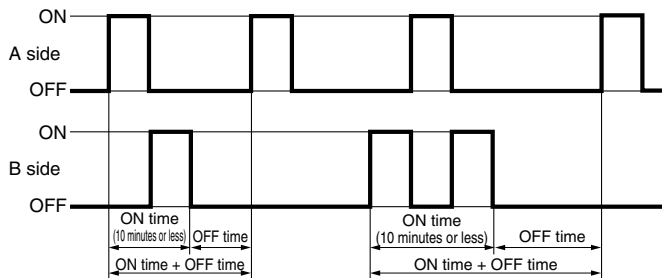 ON
A side
OFF
ON
B side
OFF
ON time
(10 minutes or less)
OFF time
ON time + OFF time
ON time
(10 minutes or less)
OFF time
ON time + OFF time